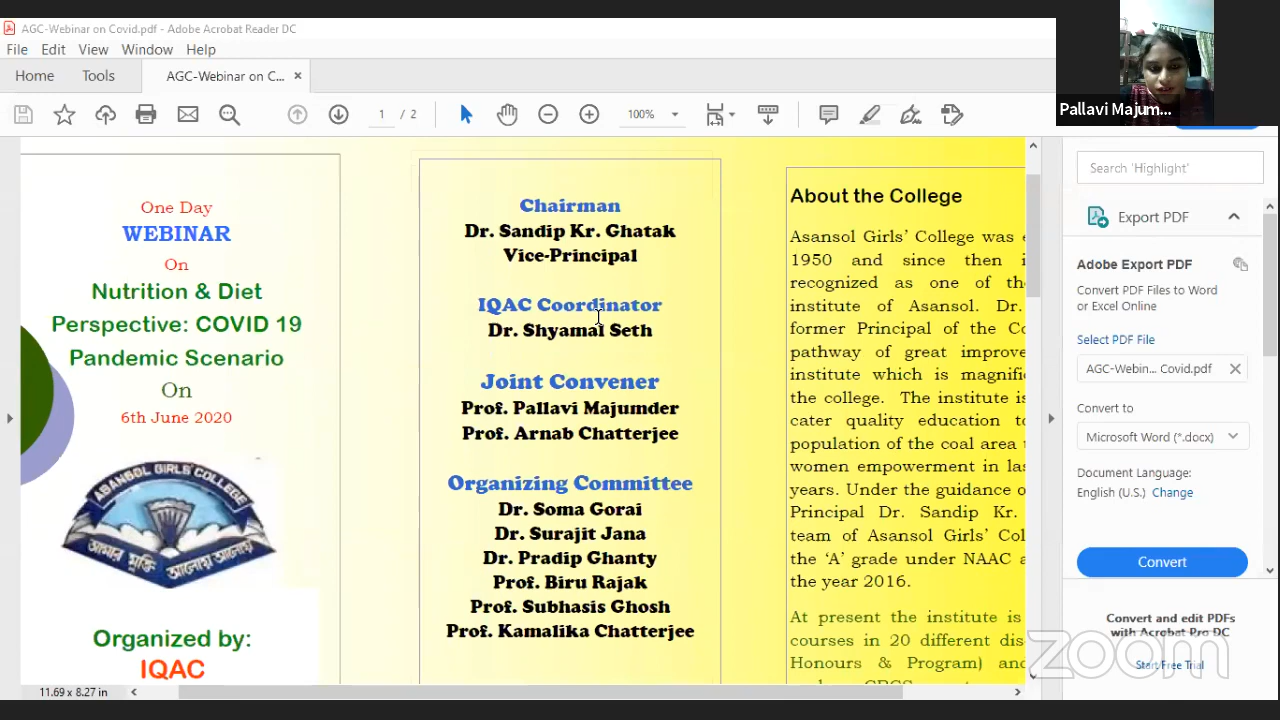 AGC-Webinar on Covid.pdf - Adobe Acrobat Reader DC
File Edit View Window Help
Home Tools AGC-Webinar on C... ×
1 / 2 100%
Pallavi Majum...
One Day
WEBINAR
On
Nutrition & Diet
Perspective: COVID 19
Pandemic Scenario
On
6th June 2020
ASANSOL GIRLS' COLLEGE
আমার মুক্তি আলোয় আলোয়
Organized by:
IQAC
Chairman
Dr. Sandip Kr. Ghatak
Vice-Principal
IQAC Coordinator
Dr. Shyamal Seth
Joint Convener
Prof. Pallavi Majumder
Prof. Arnab Chatterjee
Organizing Committee
Dr. Soma Gorai
Dr. Surajit Jana
Dr. Pradip Ghanty
Prof. Biru Rajak
Prof. Subhasis Ghosh
Prof. Kamalika Chatterjee
About the College
Asansol Girls' College was
1950 and since then
recognized as one of
institute of Asansol. Dr.
former Principal of the
pathway of great
institute which is
the college. The institute
cater quality education
population of the coal area
women empowerment in
years. Under the guidance
Principal Dr. Sandip Kr.
team of Asansol Girls'
the 'A' grade under NAAC
the year 2016.
At present the institute is
courses in 20 different
Honours & Program) and
Search 'Highlight'
Export PDF
Adobe Export PDF
Convert PDF Files to Word
or Excel Online
Select PDF File
AGC-Webin... Covid.pdf
Convert to
Microsoft Word (*.docx)
Document Language:
English (U.S.) Change
Convert
Convert and edit PDFs
with Acrobat Pro DC
Start Free Trial
zoom
11.69 x 8.27 in